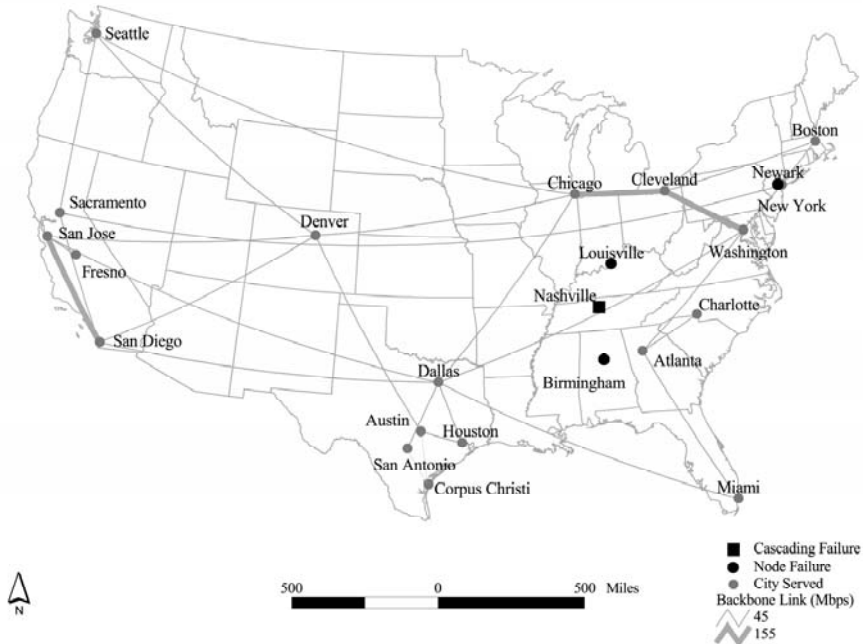 Seattle
Boston
Chicago
Cleveland
Newark
New York
Sacramento
Denver
San Jose
Washington
Fresno
Louisville
Nashville
Charlotte
San Diego
Atlanta
Dallas
Birmingham
Austin
Houston
San Antonio
Corpus Christi
Miami
Cascading Failure
Node Failure
City Served
Backbone Link (Mbps)
45
155
500 0 500 Miles
N